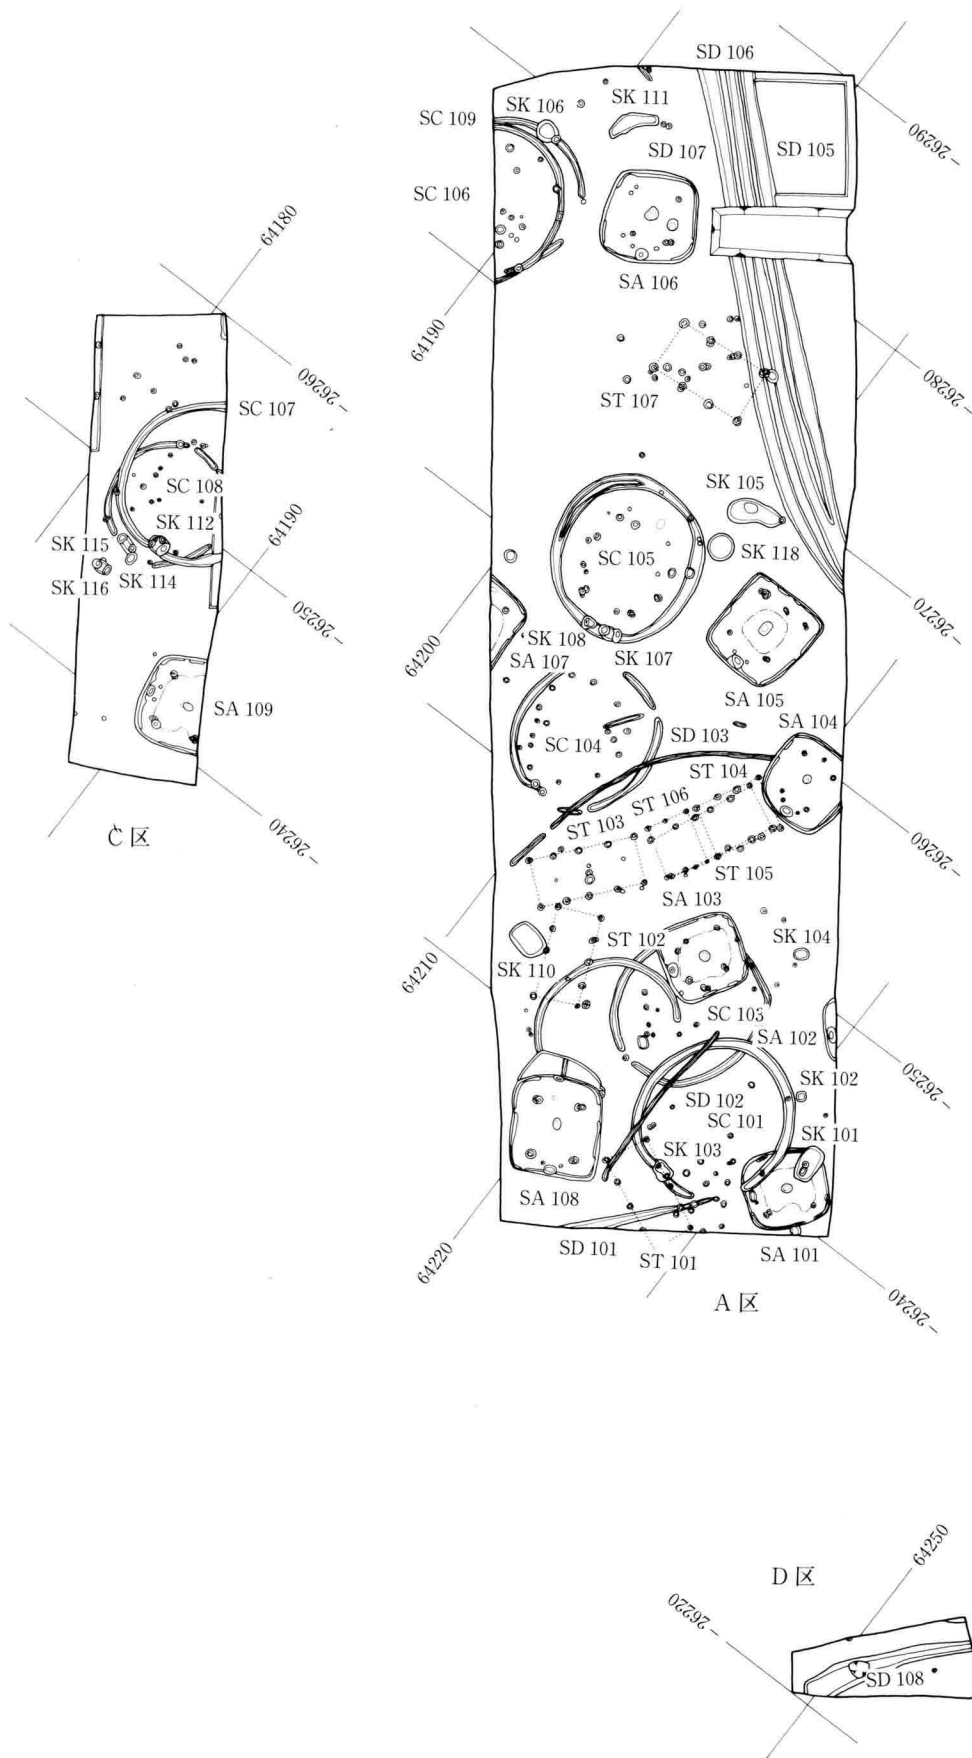 SD 106
SK 111
SK 106
SC 109
SD 107
SD 105
－26290
SC 106
SA 106
64190
ST 107
－26280
SK 105
SC 105
SK 118
64200
SK 108
SA 107
SK 107
SA 105
－26270
SC 104
SD 103
SA 104
ST 104
ST 106
ST 103
ST 105
－26260
SA 103
ST 102
SK 104
SK 110
64210
SC 103
SA 102
SK 102
－26250
SD 102
SC 101
SK 101
SK 103
SA 108
64220
SD 101
ST 101
SA 101
－26240
A 区
64180
－26260
SC 107
SC 108
SK 112
64190
SK 115
SK 114
SK 116
－26250
SA 109
－26240
C 区
D 区
64250
－26220
SD 108